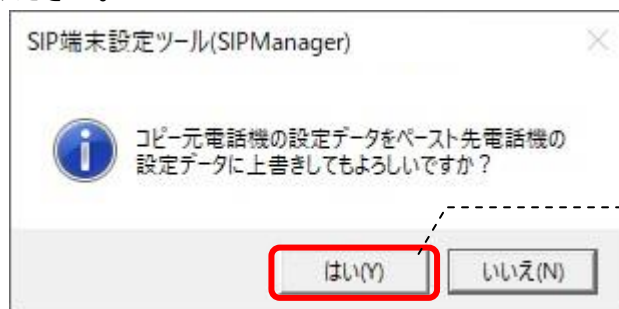 SIP端末設定ツール(SIPManager)
コピー元電話機の設定データをペースト先電話機の
設定データに上書きしてもよろしいですか？
はい(Y)
いいえ(N)